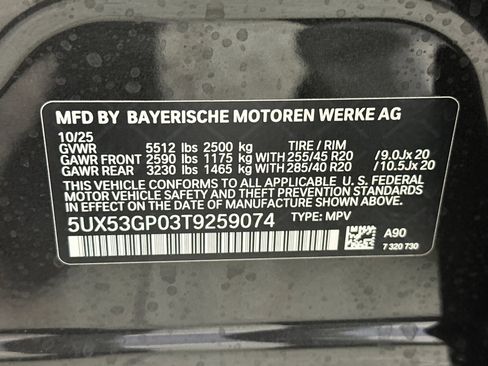 MFD BY BAYERISCHE MOTOREN WERKE AG
10/25
GVWR 5512 lbs 2500 kg TIRE / RIM
GAWR FRONT 2590 lbs 1175 kg WITH 255/45 R20 /9.0Jx 20
GAWR REAR 3230 lbs 1465 kg WITH 285/40 R20 /10.5Jx 20
THIS VEHICLE CONFORMS TO ALL APPLICABLE U. S. FEDERAL
MOTOR VEHICLE SAFETY AND THEFT PREVENTION STANDARDS
IN EFFECT ON THE DATE OF MANUFACTURE SHOWN ABOVE.
5UX53GP03T9259074 TYPE: MPV
A90
7 320 730